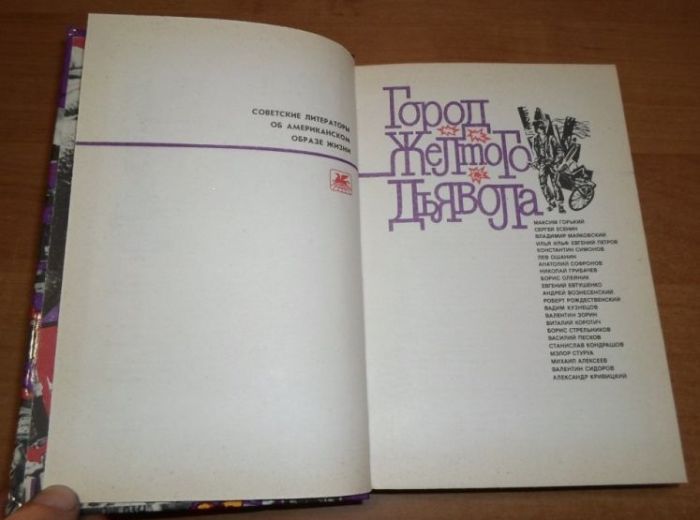 СОВЕТСКИЕ ЛИТЕРАТОРЫ
ОБ АМЕРИКАНСКОМ
ОБРАЗЕ ЖИЗНИ
Город
Желтого
Дьявола
МАКСИМ ГОРЬКИЙ
СЕРГЕЙ ЕСЕНИН
ВЛАДИМИР МАЯКОВСКИЙ
ИЛЬЯ ИЛЬФ ЕВГЕНИЙ ПЕТРОВ
КОНСТАНТИН СИМОНОВ
ЛЕВ ОШАНИН
АНАТОЛИЙ СОФРОНОВ
НИКОЛАЙ ГРИБАЧЕВ
БОРИС ОЛЕЙНИК
ЕВГЕНИЙ ЕВТУШЕНКО
АНДРЕЙ ВОЗНЕСЕНСКИЙ
РОБЕРТ РОЖДЕСТВЕНСКИЙ
ВАДИМ КУЗНЕЦОВ
ВАЛЕНТИН ЗОРИН
ВИТАЛИЙ КОРОТИЧ
БОРИС СТРЕЛЬНИКОВ
ВАСИЛИЙ ПЕСКОВ
СТАНИСЛАВ КОНДРАШОВ
МЭЛОР СТУРУА
МИХАИЛ АЛЕКСЕЕВ
ВАЛЕНТИН СИДОРОВ
АЛЕКСАНДР КРИВИЦКИЙ